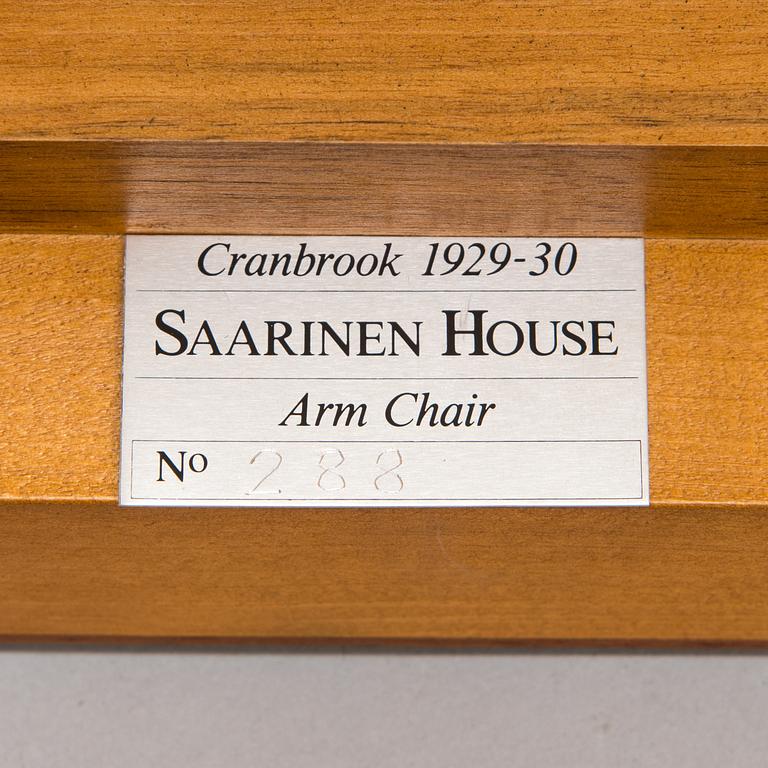 Cranbrook 1929-30
SAARINEN HOUSE
Arm Chair
No 288